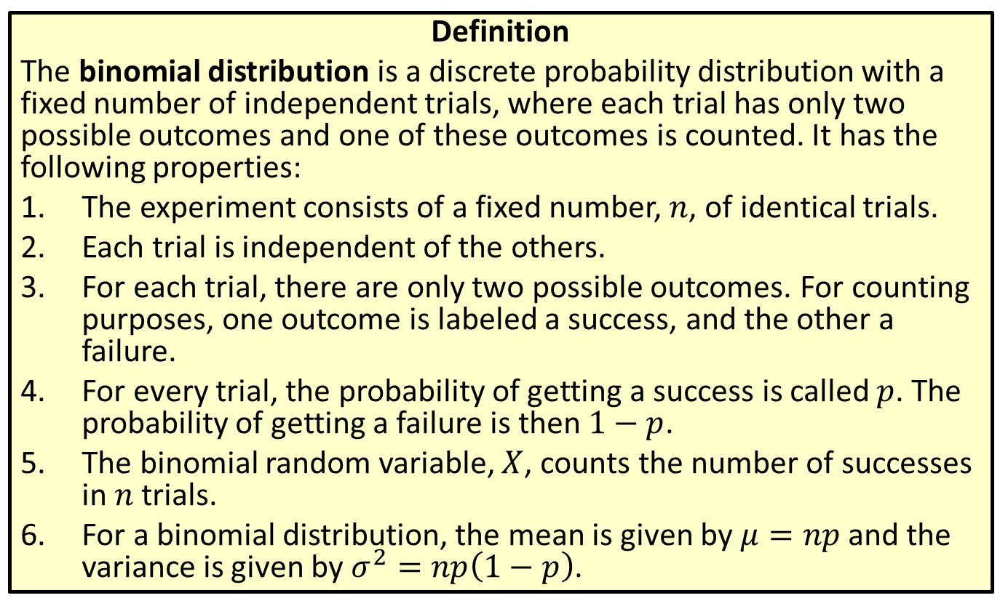 Definition
The binomial distribution is a discrete probability distribution with a
fixed number of independent trials, where each trial has only two
possible outcomes and one of these outcomes is counted. It has the
following properties:
1. The experiment consists of a fixed number, n, of identical trials.
2. Each trial is independent of the others.
3. For each trial, there are only two possible outcomes. For counting
purposes, one outcome is labeled a success, and the other a
failure.
4. For every trial, the probability of getting a success is called p. The
probability of getting a failure is then 1 − p.
5. The binomial random variable, X, counts the number of successes
in n trials.
6. For a binomial distribution, the mean is given by μ = np and the
variance is given by σ² = np(1 − p).